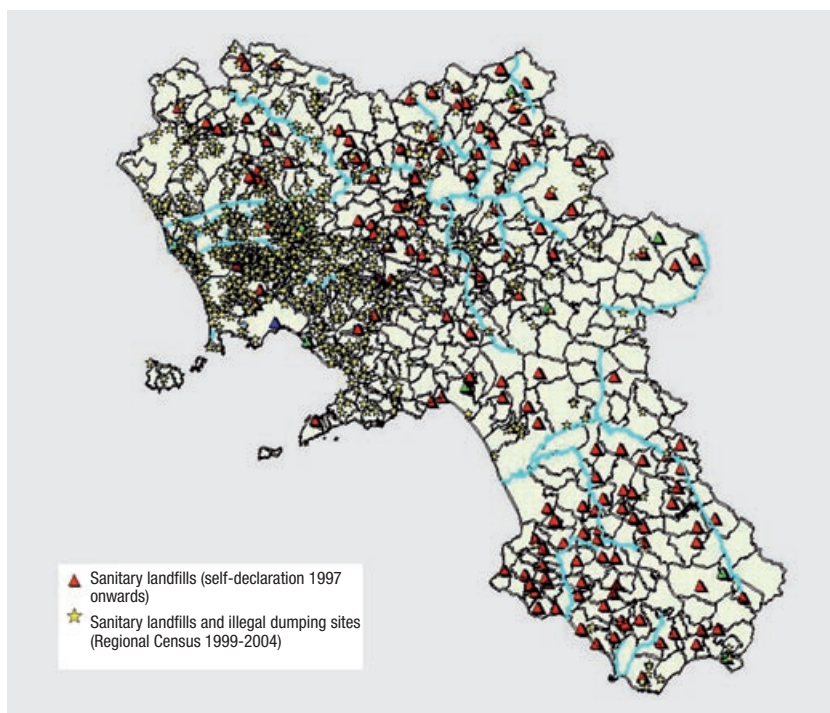 Sanitary landfills (self-declaration 1997
onwards)
Sanitary landfills and illegal dumping sites
(Regional Census 1999-2004)